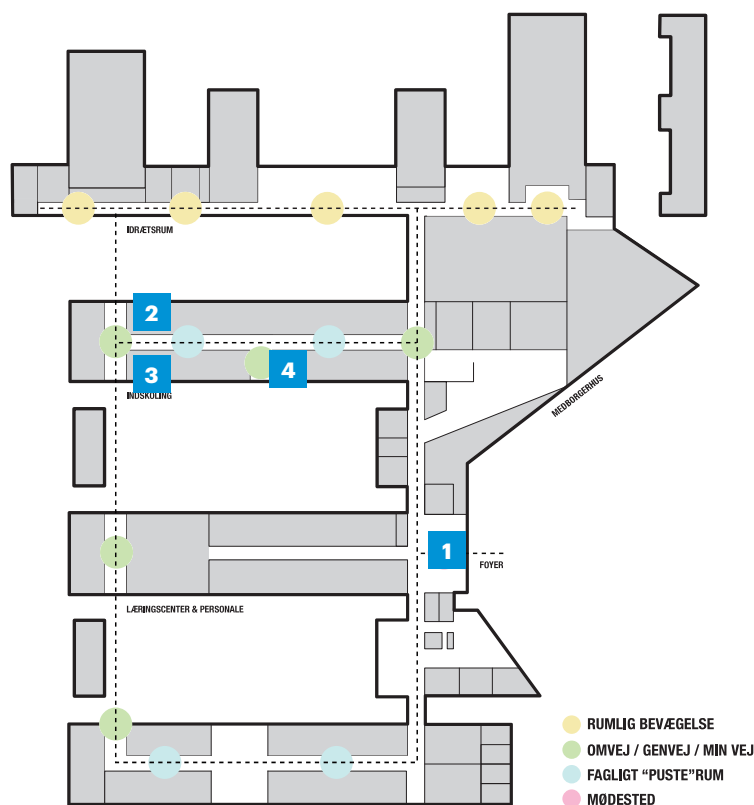 IDRÆTSRUM
2
3
4
INDSKOLING
MEDBORGERHUS
1
FOYER
LÆRINGSCENTER & PERSONALE
RUMLIG BEVÆGELSE
OMVEJ / GENVEJ / MIN VEJ
FAGLIGT “PUSTE”RUM
MØDESTED